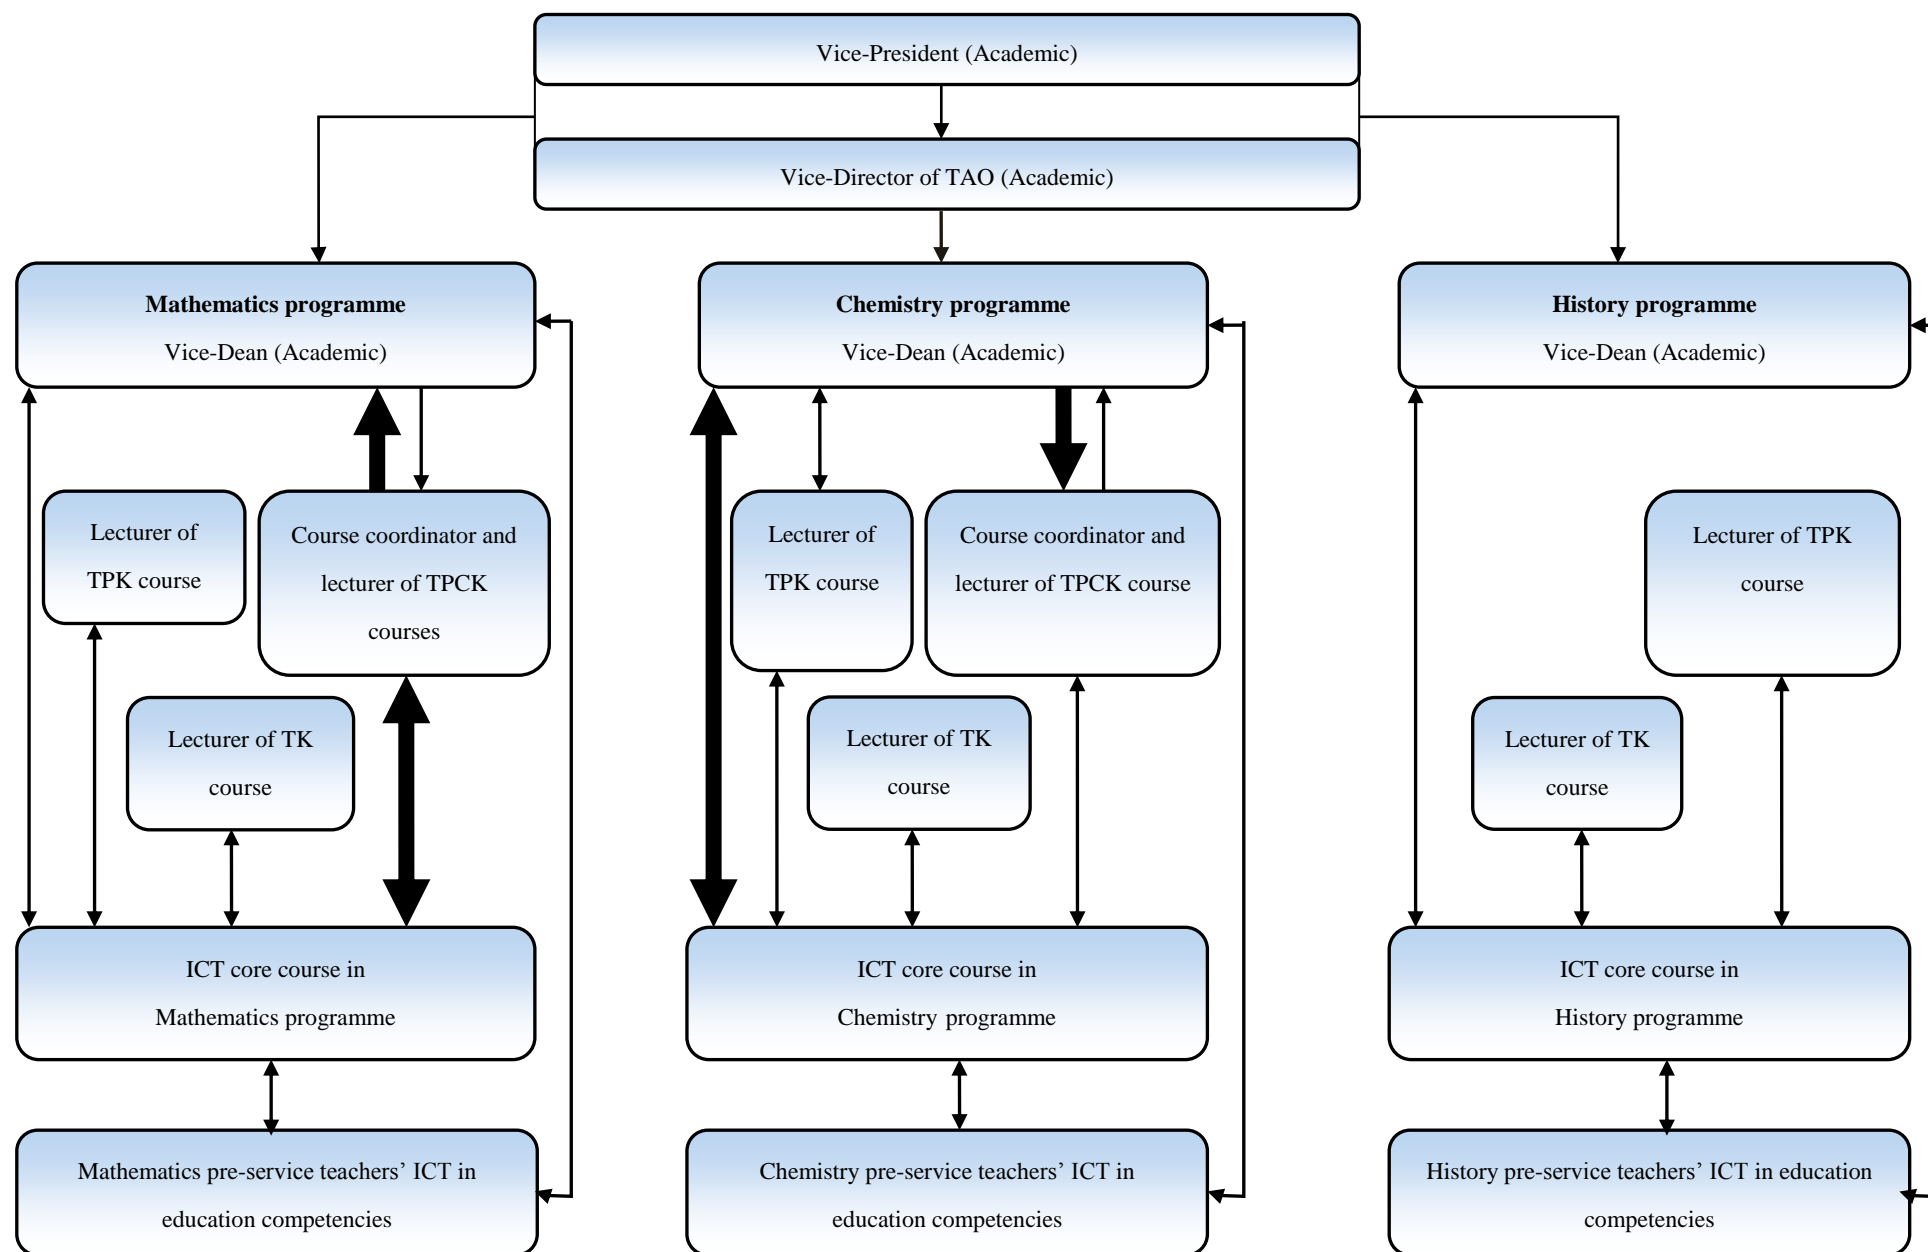 Vice-President (Academic)
Vice-Director of TAO (Academic)
Mathematics programme
Vice-Dean (Academic)
Chemistry programme
Vice-Dean (Academic)
History programme
Vice-Dean (Academic)
Lecturer of
TPK course
Course coordinator and
lecturer of TPCK
courses
Lecturer of
TPK course
Course coordinator and
lecturer of TPCK course
Lecturer of TPK
course
Lecturer of TK
course
Lecturer of TK
course
Lecturer of TK
course
ICT core course in
Mathematics programme
ICT core course in
Chemistry programme
ICT core course in
History programme
Mathematics pre-service teachers’ ICT in
education competencies
Chemistry pre-service teachers’ ICT in
education competencies
History pre-service teachers’ ICT in education
competencies